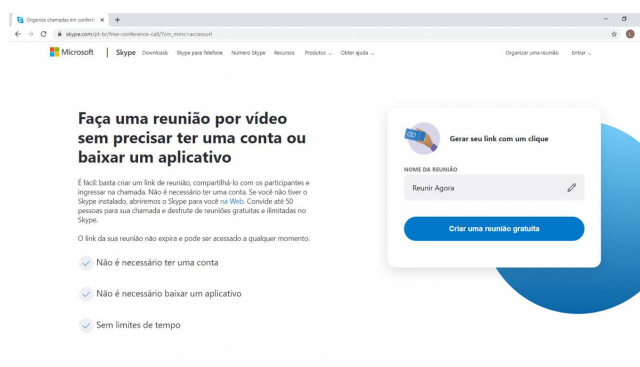 Organize chamadas em conferê
skype.com/pt-br/free-conference-call/?cm_mmc=accessurl
Microsoft Skype Downloads Skype para Telefone Número Skype Recursos Produtos Obter ajuda Organizar uma reunião Entrar
Faça uma reunião por vídeo
sem precisar ter uma conta ou
baixar um aplicativo
É fácil: basta criar um link de reunião, compartilhá-lo com os participantes e
ingressar na chamada. Não é necessário ter uma conta. Se você não tiver o
Skype instalado, abriremos o Skype para você na Web. Convide até 50
pessoas para sua chamada e desfrute de reuniões gratuitas e ilimitadas no
Skype.
O link da sua reunião não expira e pode ser acessado a qualquer momento.
Não é necessário ter uma conta
Não é necessário baixar um aplicativo
Sem limites de tempo
Gerar seu link com um clique
NOME DA REUNIÃO
Reunir Agora
Criar uma reunião gratuita